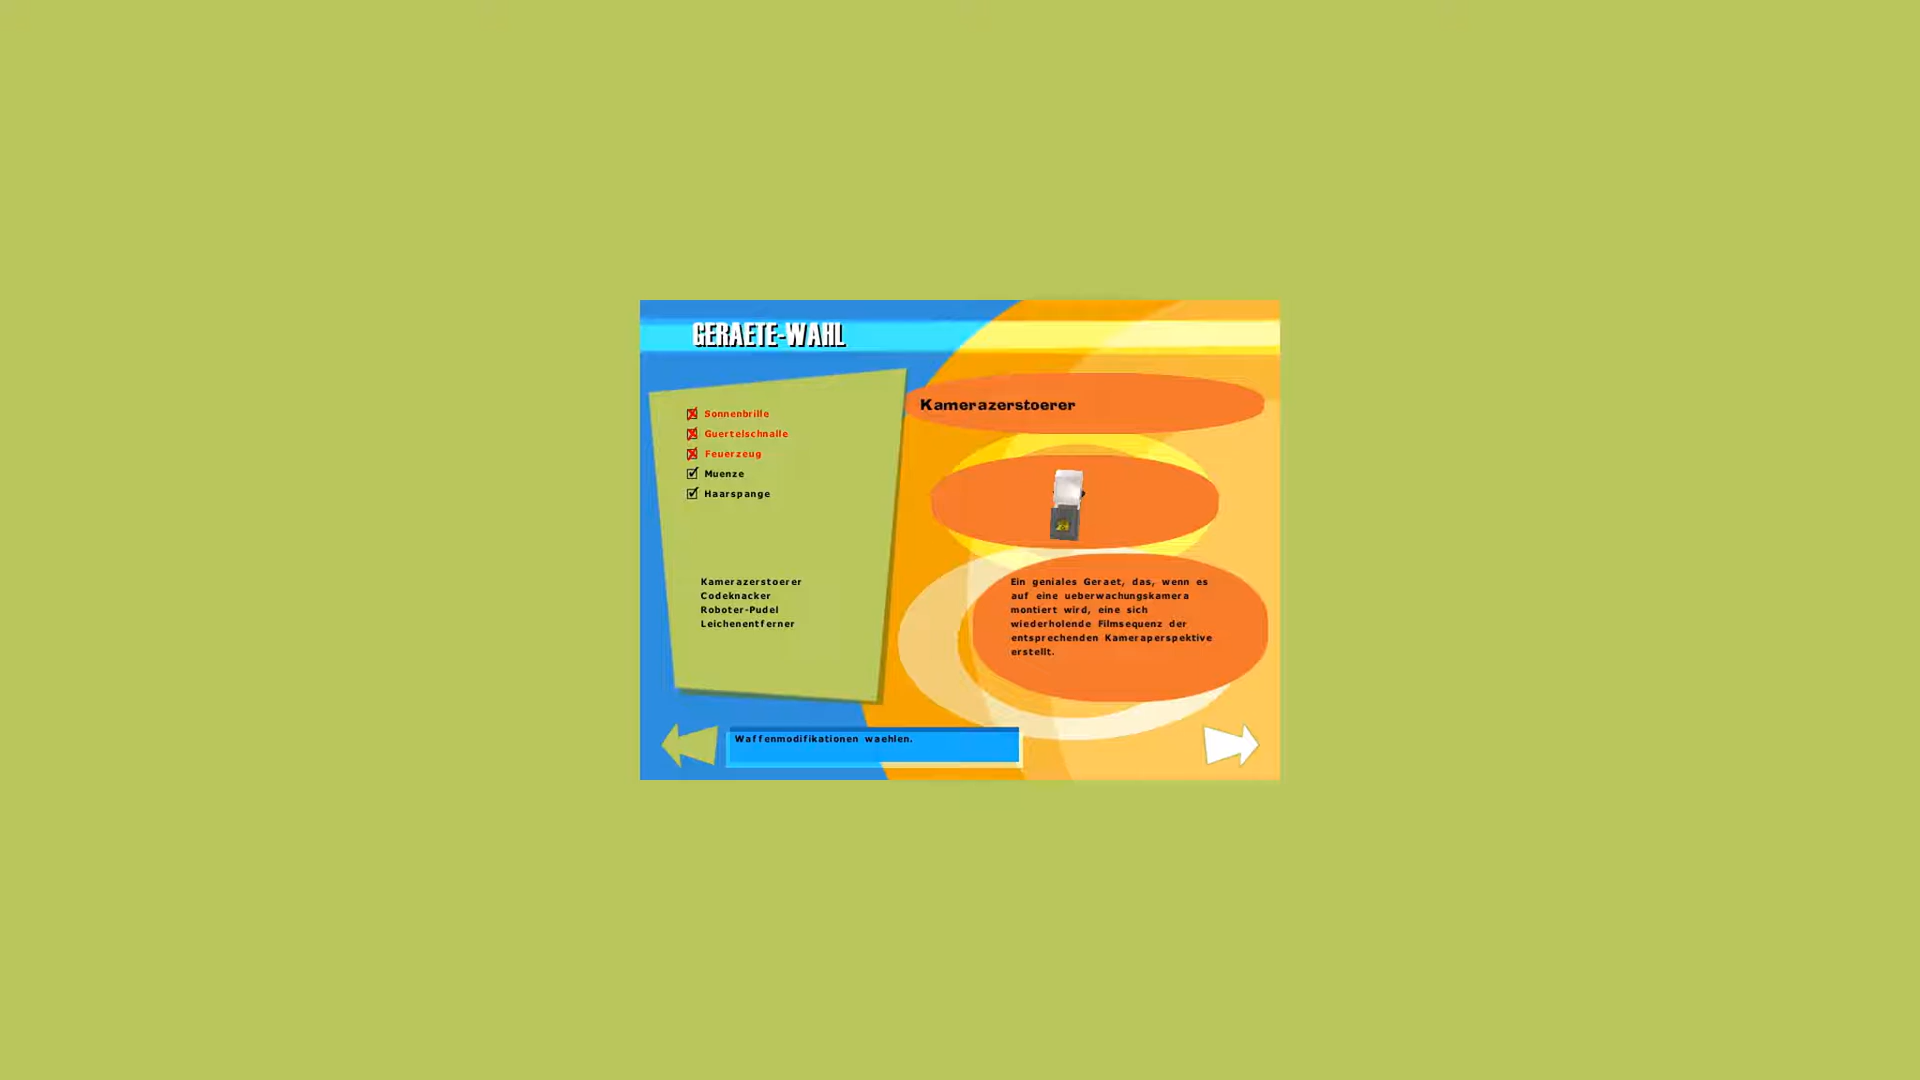 GERAETE-WAHL
Sonnenbrille
Guertelschnalle
Feuerzeug
Muenze
Haarspange
Kamerazerstoerer
Codeknacker
Roboter-Pudel
Leichenentferner
Kamerazerstoerer
Ein geniales Geraet, das, wenn es
auf eine ueberwachungskamera
montiert wird, eine sich
wiederholende Filmsequenz der
entsprechenden Kameraperspektive
erstellt.
Waffenmodifikationen waehlen.